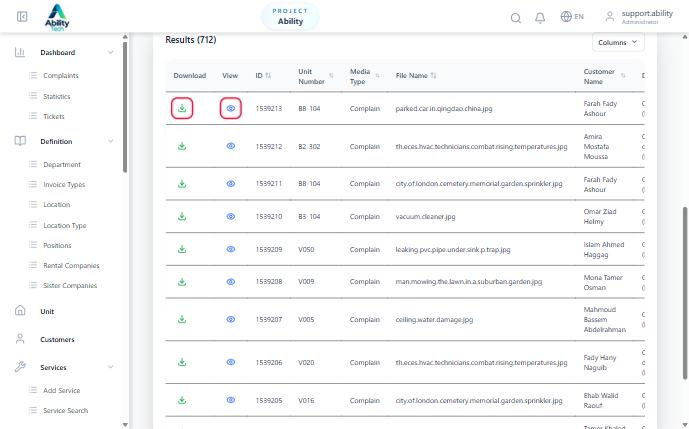 Ability
Tech
PROJECT
Ability
EN
support.ability
Administrator
Dashboard
Complaints
Statistics
Tickets
Definition
Department
Invoice Types
Location
Location Type
Positions
Rental Companies
Sister Companies
Unit
Customers
Services
Add Service
Service Search
Results (712)
Columns
Download View ID Unit Number Media Type File Name Customer Name
1539213 B8-104 Complain parked.car.in.qingdao.china.jpg Farah Fady Ashour
1539212 B2-302 Complain th.eces.hvac.technicians.combat.rising.temperatures.jpg Amira Mostafa Moussa
1539211 B8-104 Complain city.of.london.cemetery.memorial.garden.sprinkler.jpg Farah Fady Ashour
1539210 B3-104 Complain vacuum.cleaner.jpg Omar Ziad Helmy
1539209 V050 Complain leaking.pvc.pipe.under.sink.p.trap.jpg Islam Ahmed Haggag
1539208 V009 Complain man.mowing.the.lawn.in.a.suburban.garden.jpg Mona Tamer Osman
1539207 V005 Complain ceiling.water.damage.jpg Mahmoud Bassem Abdelrahman
1539206 V020 Complain th.eces.hvac.technicians.combat.rising.temperatures.jpg Fady Hany Naguib
1539205 V016 Complain city.of.london.cemetery.memorial.garden.sprinkler.jpg Ehab Walid Raouf